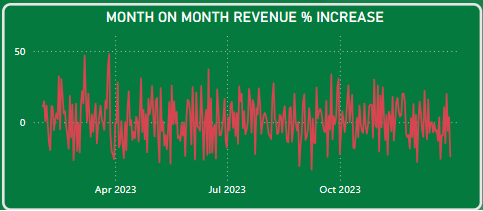 MONTH ON MONTH REVENUE % INCREASE
50
0
Apr 2023 Jul 2023 Oct 2023